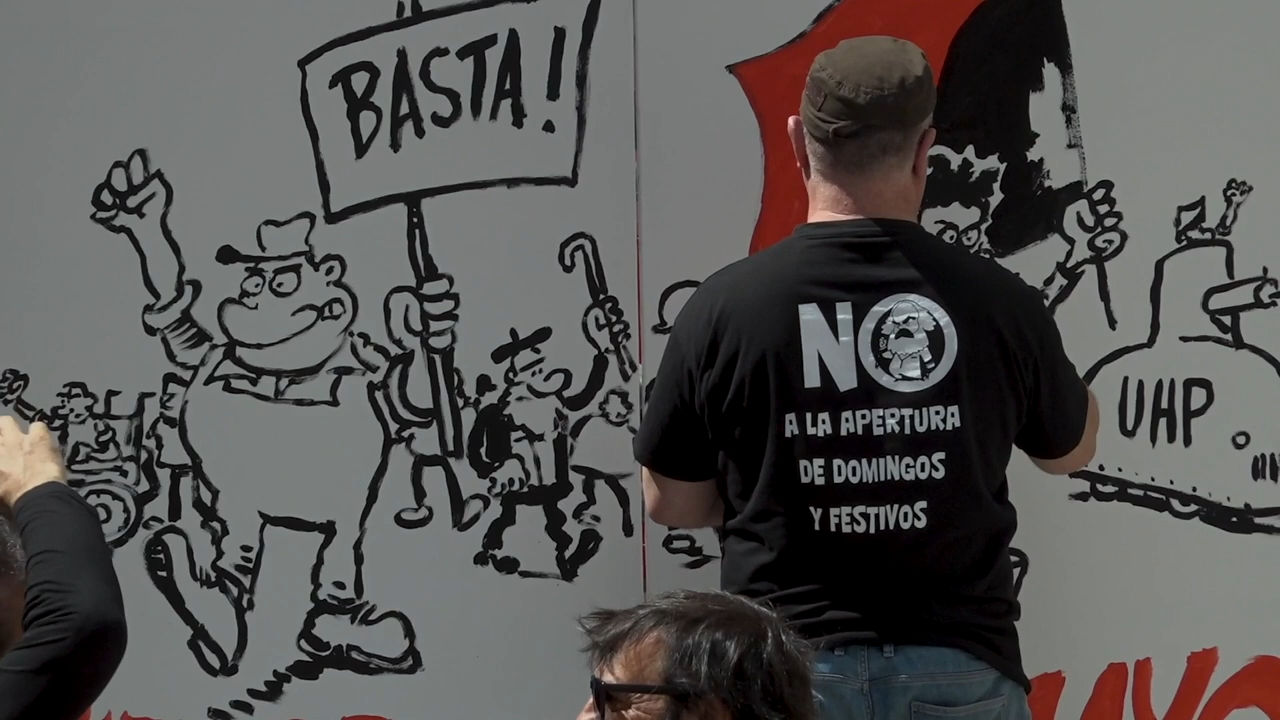 BASTA!
NO
A LA APERTURA
DE DOMINGOS
Y FESTIVOS
UHP